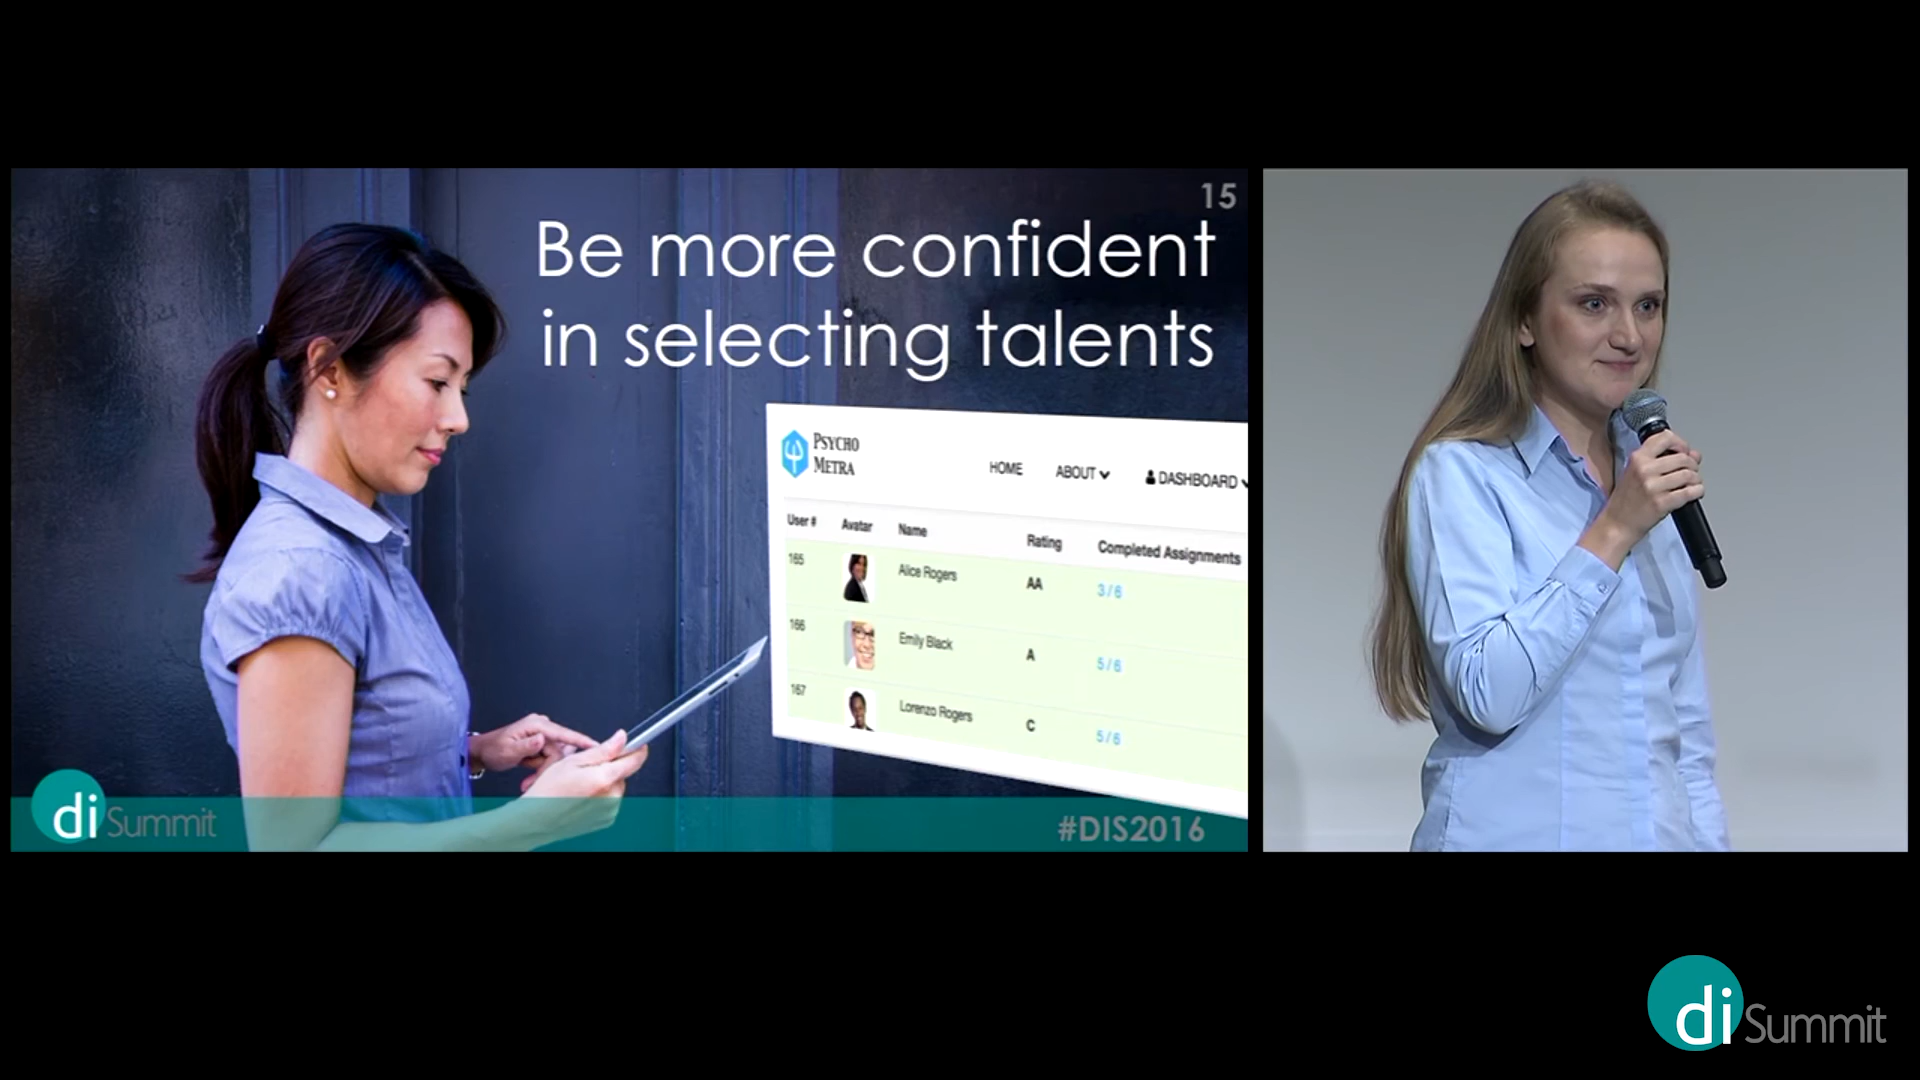 15
Be more confident
in selecting talents
PSYCHO
METRA
HOME
ABOUT
DASHBOARD
User # Avatar Name Rating Completed Assignments
165 Alice Rogers AA 3/6
166 Emily Black A 5/6
167 Lorenzo Rogers C 5/6
di Summit
#DIS2016
di Summit